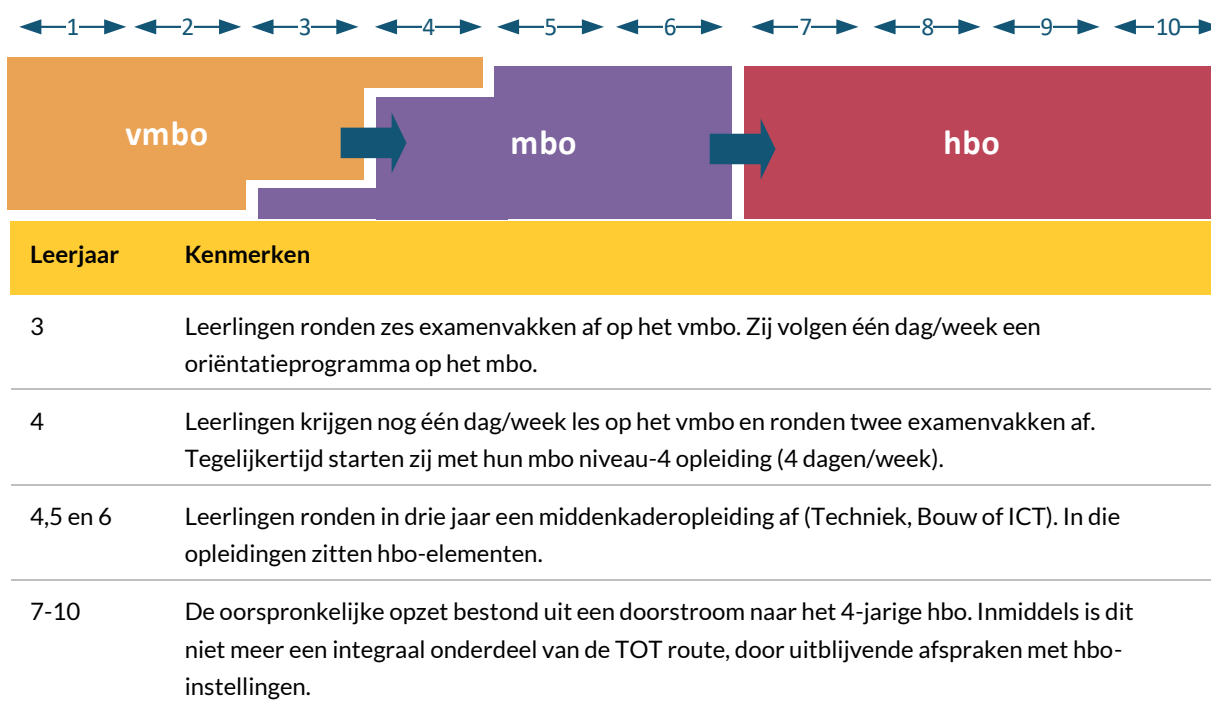 1 2 3 4 5 6 7 8 9 10
vmbo mbo hbo
Leerjaar Kenmerken
3 Leerlingen ronden zes examenvakken af op het vmbo. Zij volgen één dag/week een
oriëntatieprogramma op het mbo.
4 Leerlingen krijgen nog één dag/week les op het vmbo en ronden twee examenvakken af.
Tegelijkertijd starten zij met hun mbo niveau-4 opleiding (4 dagen/week).
4,5 en 6 Leerlingen ronden in drie jaar een middenkaderopleiding af (Techniek, Bouw of ICT). In die
opleidingen zitten hbo-elementen.
7-10 De oorspronkelijke opzet bestond uit een doorstroom naar het 4-jarige hbo. Inmiddels is dit
niet meer een integraal onderdeel van de TOT route, door uitblijvende afspraken met hbo-
instellingen.